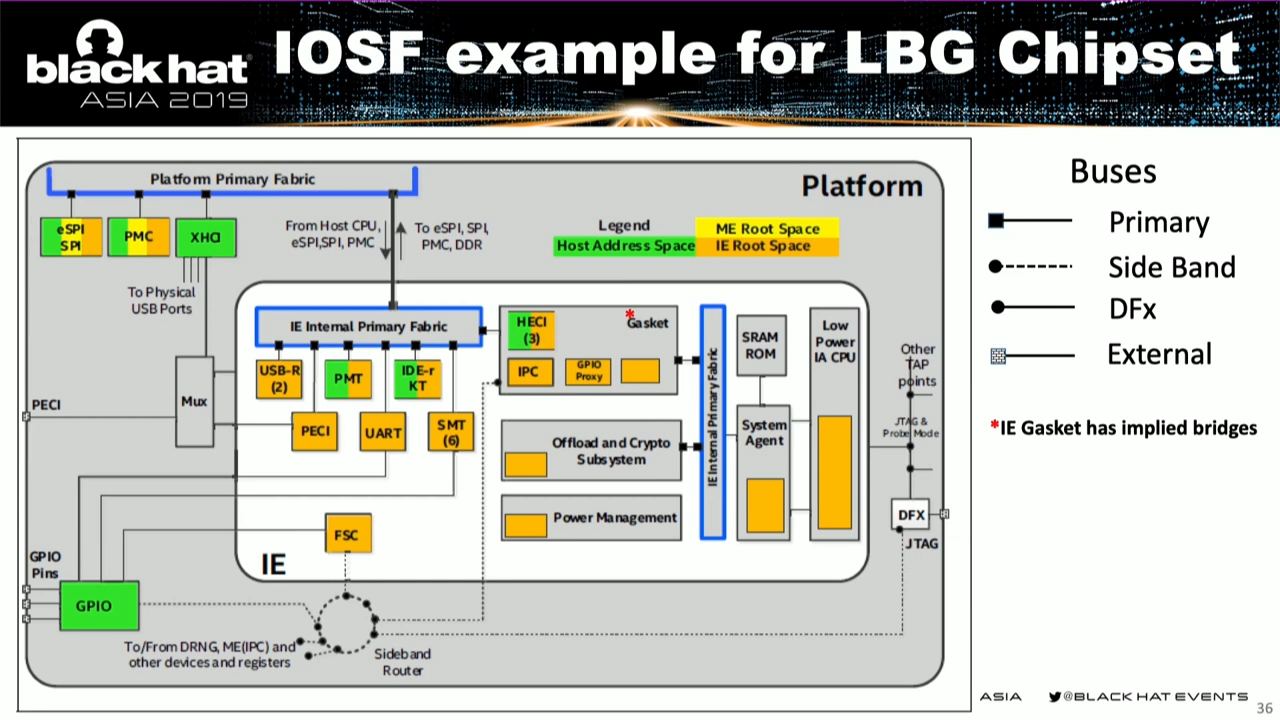 black hat
ASIA 2019
IOSF example for LBG Chipset
Platform Primary Fabric
Platform
eSPI
SPI
PMC
XHCI
From Host CPU,
eSPI,SPI, PMC
To eSPI, SPI,
PMC, DDR
Legend
Host Address Space
ME Root Space
IE Root Space
To Physical
USB Ports
IE Internal Primary Fabric
HECI
(3)
*
Gasket
IPC
GPIO
Proxy
USB-R
(2)
PMT
IDE-r
KT
PECI
UART
SMT
(6)
Mux
PECI
IE Internal Primary Fabric
SRAM
ROM
Low
Power
IA CPU
System
Agent
Offload and Crypto
Subsystem
Power Management
Other
TAP
points
JTAG &
Probe Mode
DFX
JTAG
FSC
IE
GPIO
Pins
GPIO
To/From DRNG, ME(IPC) and
other devices and registers
Sideband
Router
Buses
Primary
Side Band
DFx
External
*IE Gasket has implied bridges
ASIA
@BLACK HAT EVENTS
36